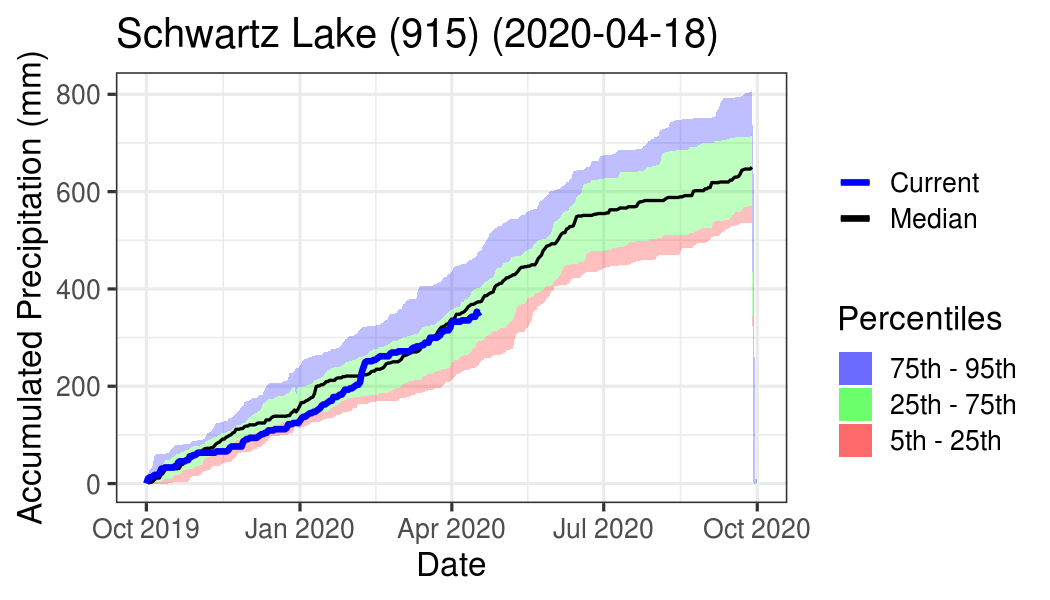 Schwartz Lake (915) (2020-04-18)
Accumulated Precipitation (mm)
800
600
400
200
0
Oct 2019
Jan 2020
Apr 2020
Jul 2020
Oct 2020
Date
Current
Median
Percentiles
75th - 95th
25th - 75th
5th - 25th